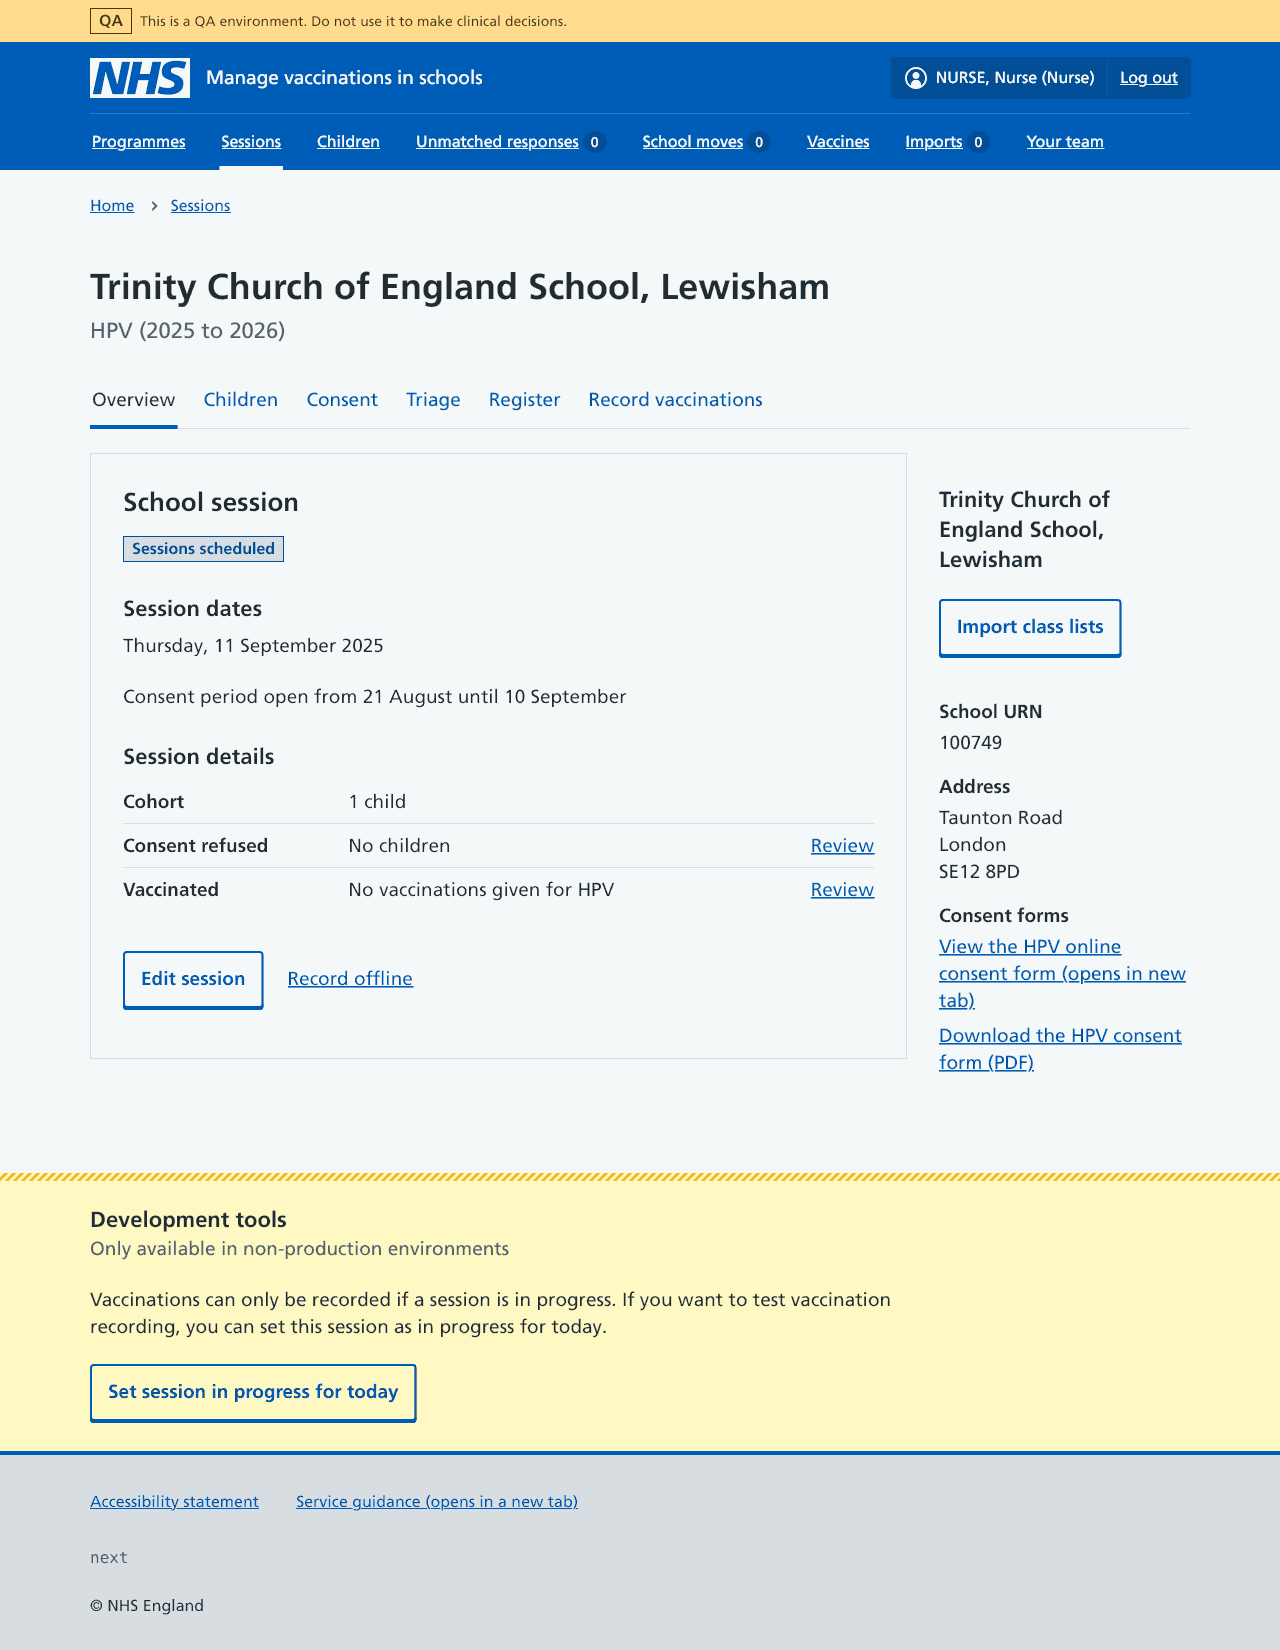 QA This is a QA environment. Do not use it to make clinical decisions.
NHS Manage vaccinations in schools NURSE, Nurse (Nurse) Log out
Programmes Sessions Children Unmatched responses 0 School moves 0 Vaccines Imports 0 Your team
Home › Sessions
Trinity Church of England School, Lewisham
HPV (2025 to 2026)
Overview Children Consent Triage Register Record vaccinations
School session
Sessions scheduled
Session dates
Thursday, 11 September 2025
Consent period open from 21 August until 10 September
Session details
Cohort 1 child
Consent refused No children Review
Vaccinated No vaccinations given for HPV Review
Edit session Record offline
Trinity Church of
England School,
Lewisham
Import class lists
School URN
100749
Address
Taunton Road
London
SE12 8PD
Consent forms
View the HPV online
consent form (opens in new
tab)
Download the HPV consent
form (PDF)
Development tools
Only available in non-production environments
Vaccinations can only be recorded if a session is in progress. If you want to test vaccination
recording, you can set this session as in progress for today.
Set session in progress for today
Accessibility statement Service guidance (opens in a new tab)
next
© NHS England